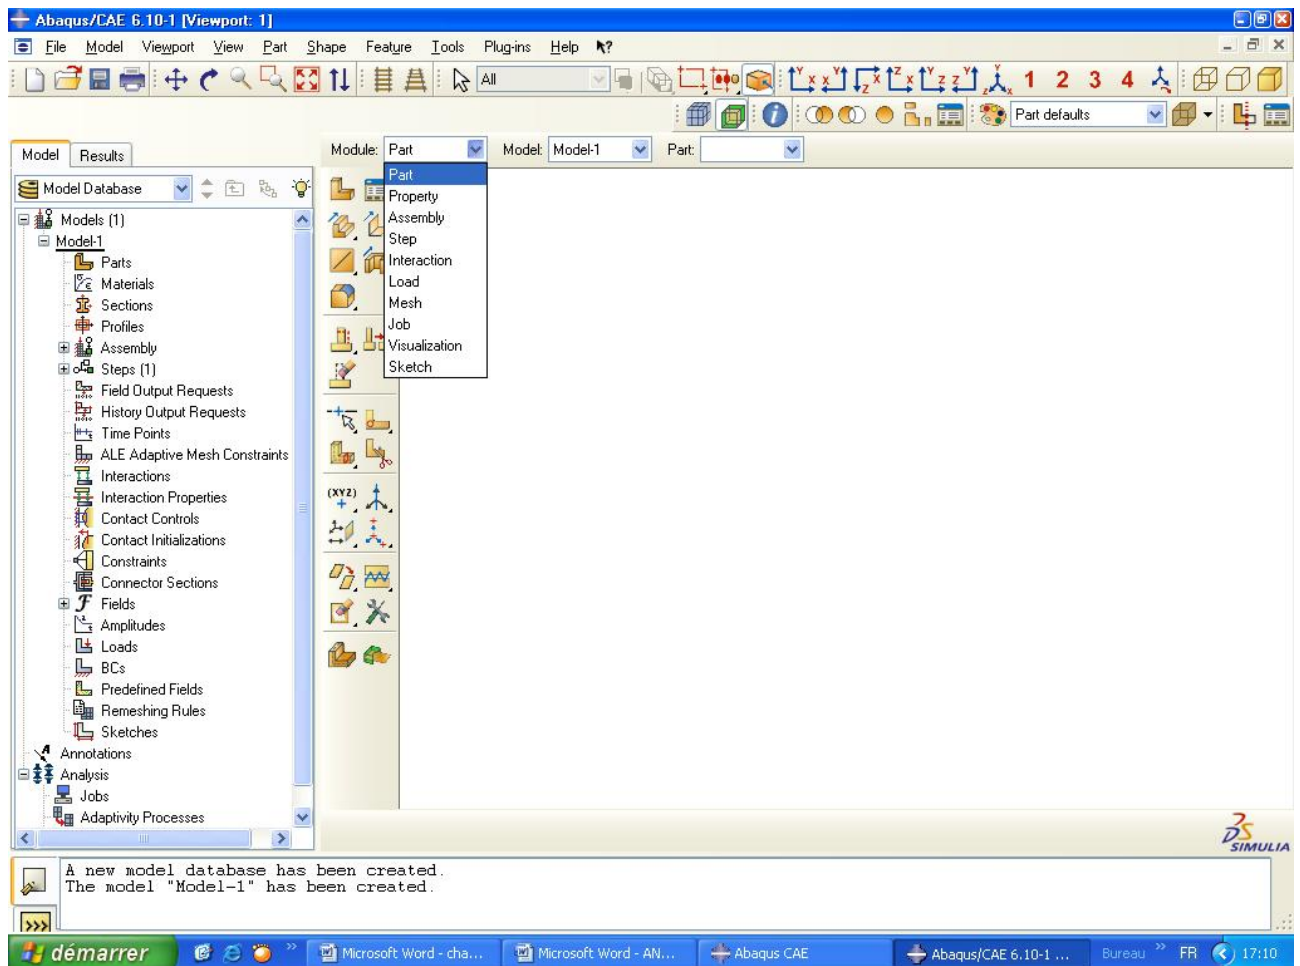 Abaqus/CAE 6.10-1 [Viewport: 1]
File Model Viewport View Part Shape Feature Tools Plug-ins Help
All
1 2 3 4
Part defaults
Model Results
Module: Part Model: Model-1 Part:
Model Database
Part
Property
Assembly
Step
Interaction
Load
Mesh
Job
Visualization
Sketch
Models (1)
Model-1
Parts
Materials
Sections
Profiles
Assembly
Steps (1)
Field Output Requests
History Output Requests
Time Points
ALE Adaptive Mesh Constraints
Interactions
Interaction Properties
Contact Controls
Contact Initializations
Constraints
Connector Sections
Fields
Amplitudes
Loads
BCs
Predefined Fields
Remeshing Rules
Sketches
Annotations
Analysis
Jobs
Adaptivity Processes
(XYZ)
SIMULIA
A new model database has been created.
The model "Model-1" has been created.
>>>
démarrer Microsoft Word - cha... Microsoft Word - AN... Abaqus CAE Abaqus/CAE 6.10-1 ... Bureau FR 17:10